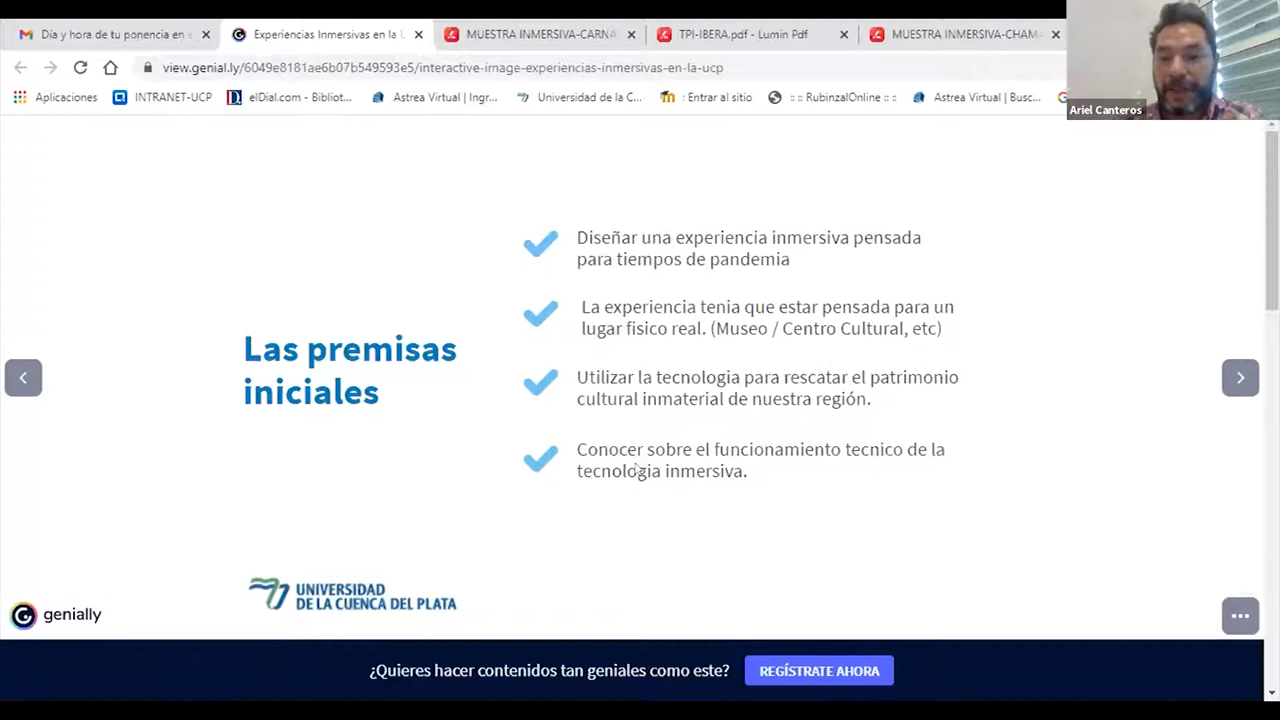 Día y hora de tu ponencia en e
Experiencias Inmersivas en la U
MUESTRA INMERSIVA-CARNA
TPI-IBERA.pdf - Lumin Pdf
MUESTRA INMERSIVA-CHAM
view.genial.ly/6049e8181ae6b07b549593e5/interactive-image-experiencias-inmersivas-en-la-ucp
Aplicaciones
INTRANET-UCP
elDial.com - Bibliot...
Astrea Virtual | Ingr...
Universidad de la C...
: Entrar al sitio
:: :: RubinzalOnline :: ::
Astrea Virtual | Busc...
Ariel Canteros
Las premisas
iniciales
Diseñar una experiencia inmersiva pensada
para tiempos de pandemia
La experiencia tenia que estar pensada para un
lugar fisico real. (Museo / Centro Cultural, etc)
Utilizar la tecnologia para rescatar el patrimonio
cultural inmaterial de nuestra región.
Conocer sobre el funcionamiento tecnico de la
tecnologia inmersiva.
UNIVERSIDAD
DE LA CUENCA DEL PLATA
genially
¿Quieres hacer contenidos tan geniales como este?
REGÍSTRATE AHORA